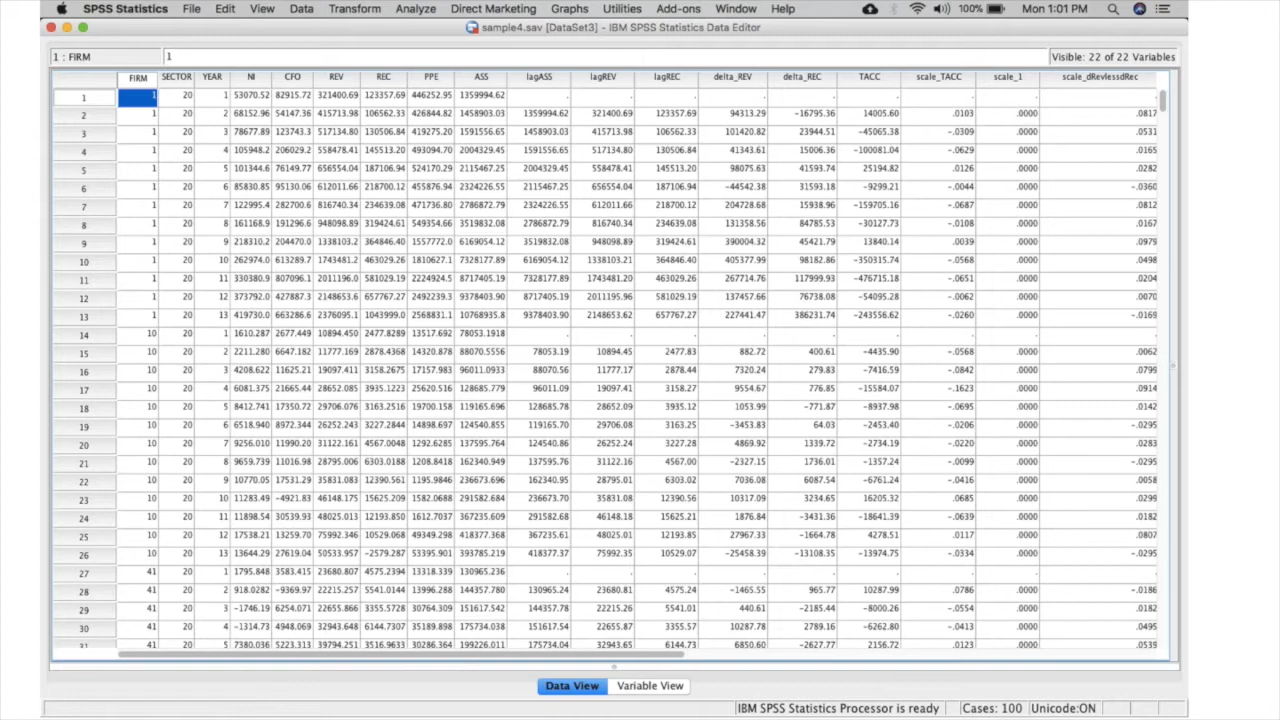 SPSS Statistics File Edit View Data Transform Analyze Direct Marketing Graphs Utilities Add-ons Window Help 100% Mon 1:01 PM
sample4.sav [DataSet3] - IBM SPSS Statistics Data Editor
1 : FIRM 1 Visible: 22 of 22 Variables
FIRM SECTOR YEAR NI CFO REV REC PPE ASS lagASS lagREV lagREC delta_REV delta_REC TACC scale_TACC scale_1 scale_dRevlessdRec
1 1 20 1 53070.52 82915.72 321400.69 123357.69 446252.95 1359994.62 . . . . . . . . .
2 1 20 2 68152.96 54147.36 415713.98 106562.33 426844.82 1458903.03 1359994.62 321400.69 123357.69 94313.29 -16795.36 14005.60 .0103 .0000 .0817
3 1 20 3 78677.89 123743.3 517134.80 130506.84 419275.20 1591556.65 1458903.03 415713.98 106562.33 101420.82 23944.51 -45065.38 -.0309 .0000 .0531
4 1 20 4 105948.2 206029.2 558478.41 145513.20 493094.70 2004329.45 1591556.65 517134.80 130506.84 41343.61 15006.36 -100081.04 -.0629 .0000 .0165
5 1 20 5 101344.6 76149.77 656554.04 187106.94 524170.29 2115467.25 2004329.45 558478.41 145513.20 98075.63 41593.74 25194.82 .0126 .0000 .0282
6 1 20 6 85830.85 95130.06 612011.66 218700.12 455876.94 2324226.55 2115467.25 656554.04 187106.94 -44542.38 31593.18 -9299.21 -.0044 .0000 -.0360
7 1 20 7 122995.4 282700.6 816740.34 234639.08 471736.80 2786872.79 2324226.55 612011.66 218700.12 204728.68 15938.96 -159705.16 -.0687 .0000 .0812
8 1 20 8 161168.9 191296.6 948098.89 319424.61 549354.66 3519832.08 2786872.79 816740.34 234639.08 131358.56 84785.53 -30127.73 -.0108 .0000 .0167
9 1 20 9 218310.2 204470.0 1338103.2 364846.40 1557772.0 6169054.12 3519832.08 948098.89 319424.61 390004.32 45421.79 13840.14 .0039 .0000 .0979
10 1 20 10 262974.0 613289.7 1743481.2 463029.26 1810627.1 7328177.89 6169054.12 1338103.21 364846.40 405377.99 98182.86 -350315.74 -.0568 .0000 .0498
11 1 20 11 330380.9 807096.1 2011196.0 581029.19 2224924.5 8717405.19 7328177.89 1743481.20 463029.26 267714.76 117999.93 -476715.18 -.0651 .0000 .0204
12 1 20 12 373792.0 427887.3 2148653.6 657767.27 2492239.3 9378403.90 8717405.19 2011195.96 581029.19 137457.66 76738.08 -54095.28 -.0062 .0000 .0070
13 1 20 13 419730.0 663286.6 2376095.1 1043999.0 2568831.1 10768935.8 9378403.90 2148653.62 657767.27 227441.47 386231.74 -243556.62 -.0260 .0000 -.0169
14 10 20 1 1610.287 2677.449 10894.450 2477.8289 13517.692 78053.1918 . . . . . . . . .
15 10 20 2 2211.280 6647.182 11777.169 2878.4368 14320.878 88070.5556 78053.19 10894.45 2477.83 882.72 400.61 -4435.90 -.0568 .0000 .0062
16 10 20 3 4208.622 11625.21 19097.411 3158.2675 17157.983 96011.0933 88070.56 11777.17 2878.44 7320.24 279.83 -7416.59 -.0842 .0000 .0799
17 10 20 4 6081.375 21665.44 28652.085 3935.1223 25620.516 128685.779 96011.09 19097.41 3158.27 9554.67 776.85 -15584.07 -.1623 .0000 .0914
18 10 20 5 8412.741 17350.72 29706.076 3163.2516 19700.158 119165.696 128685.78 28652.09 3935.12 1053.99 -771.87 -8937.98 -.0695 .0000 .0142
19 10 20 6 6518.940 8972.344 26252.243 3227.2844 14898.697 124540.855 119165.70 29706.08 3163.25 -3453.83 64.03 -2453.40 -.0206 .0000 -.0295
20 10 20 7 9256.010 11990.20 31122.161 4567.0048 1292.6285 137595.764 124540.86 26252.24 3227.28 4869.92 1339.72 -2734.19 -.0220 .0000 .0283
21 10 20 8 9659.739 11016.98 28795.006 6303.0188 1208.8418 162340.949 137595.76 31122.16 4567.00 -2327.15 1736.01 -1357.24 -.0099 .0000 -.0295
22 10 20 9 10770.05 17531.29 35831.083 12390.561 1195.9846 236673.696 162340.95 28795.01 6303.02 7036.08 6087.54 -6761.24 -.0416 .0000 .0058
23 10 20 10 11283.49 -4921.83 46148.175 15625.209 1582.0688 291582.684 236673.70 35831.08 12390.56 10317.09 3234.65 16205.32 .0685 .0000 .0299
24 10 20 11 11898.54 30539.93 48025.013 12193.850 1612.7037 367235.609 291582.68 46148.18 15625.21 1876.84 -3431.36 -18641.39 -.0639 .0000 .0182
25 10 20 12 17538.21 13259.70 75992.346 10529.068 49349.298 418377.368 367235.61 48025.01 12193.85 27967.33 -1664.78 4278.51 .0117 .0000 .0807
26 10 20 13 13644.29 27619.04 50533.957 -2579.287 53395.901 393785.219 418377.37 75992.35 10529.07 -25458.39 -13108.35 -13974.75 -.0334 .0000 -.0295
27 41 20 1 1795.848 3583.415 23680.807 4575.2394 13318.339 130965.236 . . . . . . . . .
28 41 20 2 918.0282 -9369.97 22215.257 5541.0144 13996.288 144357.780 130965.24 23680.81 4575.24 -1465.55 965.77 10287.99 .0786 .0000 -.0186
29 41 20 3 -1746.19 6254.071 22655.866 3355.5728 30764.309 151617.542 144357.78 22215.26 5541.01 440.61 -2185.44 -8000.26 -.0554 .0000 .0182
30 41 20 4 -1314.73 4948.069 32943.648 6144.7307 35189.898 175734.038 151617.54 22655.87 3355.57 10287.78 2789.16 -6262.80 -.0413 .0000 .0495
31 41 20 5 7380.036 5223.313 39794.251 3516.9633 30286.364 199226.011 175734.04 32943.65 6144.73 6850.60 -2627.77 2156.72 .0123 .0000 .0539
Data View Variable View
IBM SPSS Statistics Processor is ready Cases: 100 Unicode:ON